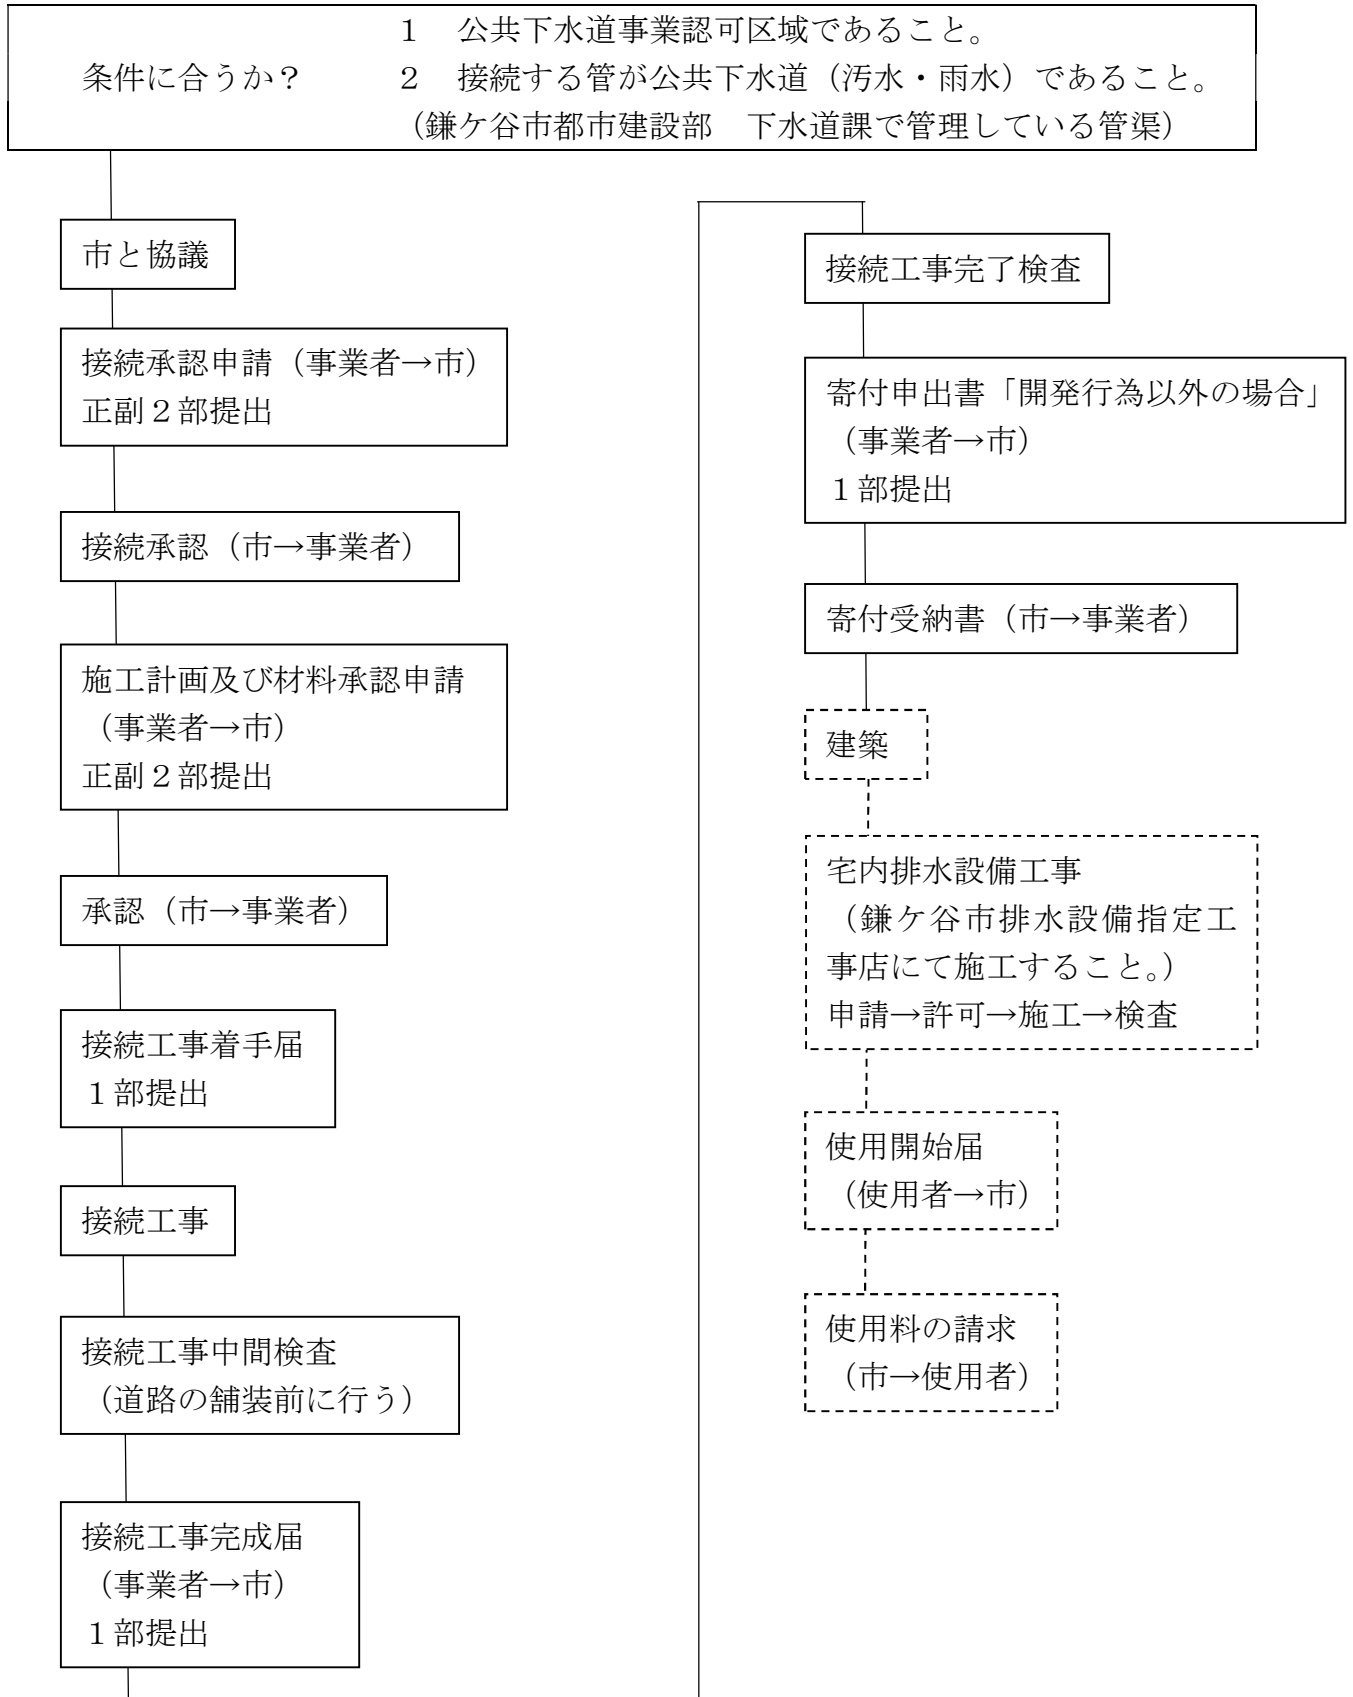 条件に合うか?
1 公共下水道事業認可区域であること。
2 接続する管が公共下水道(汚水・雨水)であること。
(鎌ケ谷市都市建設部 下水道課で管理している管渠)
市と協議
接続承認申請(事業者→市)
正副2部提出
接続承認(市→事業者)
施工計画及び材料承認申請
(事業者→市)
正副2部提出
承認(市→事業者)
接続工事着手届
1部提出
接続工事
接続工事中間検査
(道路の舗装前に行う)
接続工事完成届
(事業者→市)
1部提出
接続工事完了検査
寄付申出書「開発行為以外の場合」
(事業者→市)
1部提出
寄付受納書(市→事業者)
建築
宅内排水設備工事
(鎌ケ谷市排水設備指定工
事店にて施工すること。)
申請→許可→施工→検査
使用開始届
(使用者→市)
使用料の請求
(市→使用者)